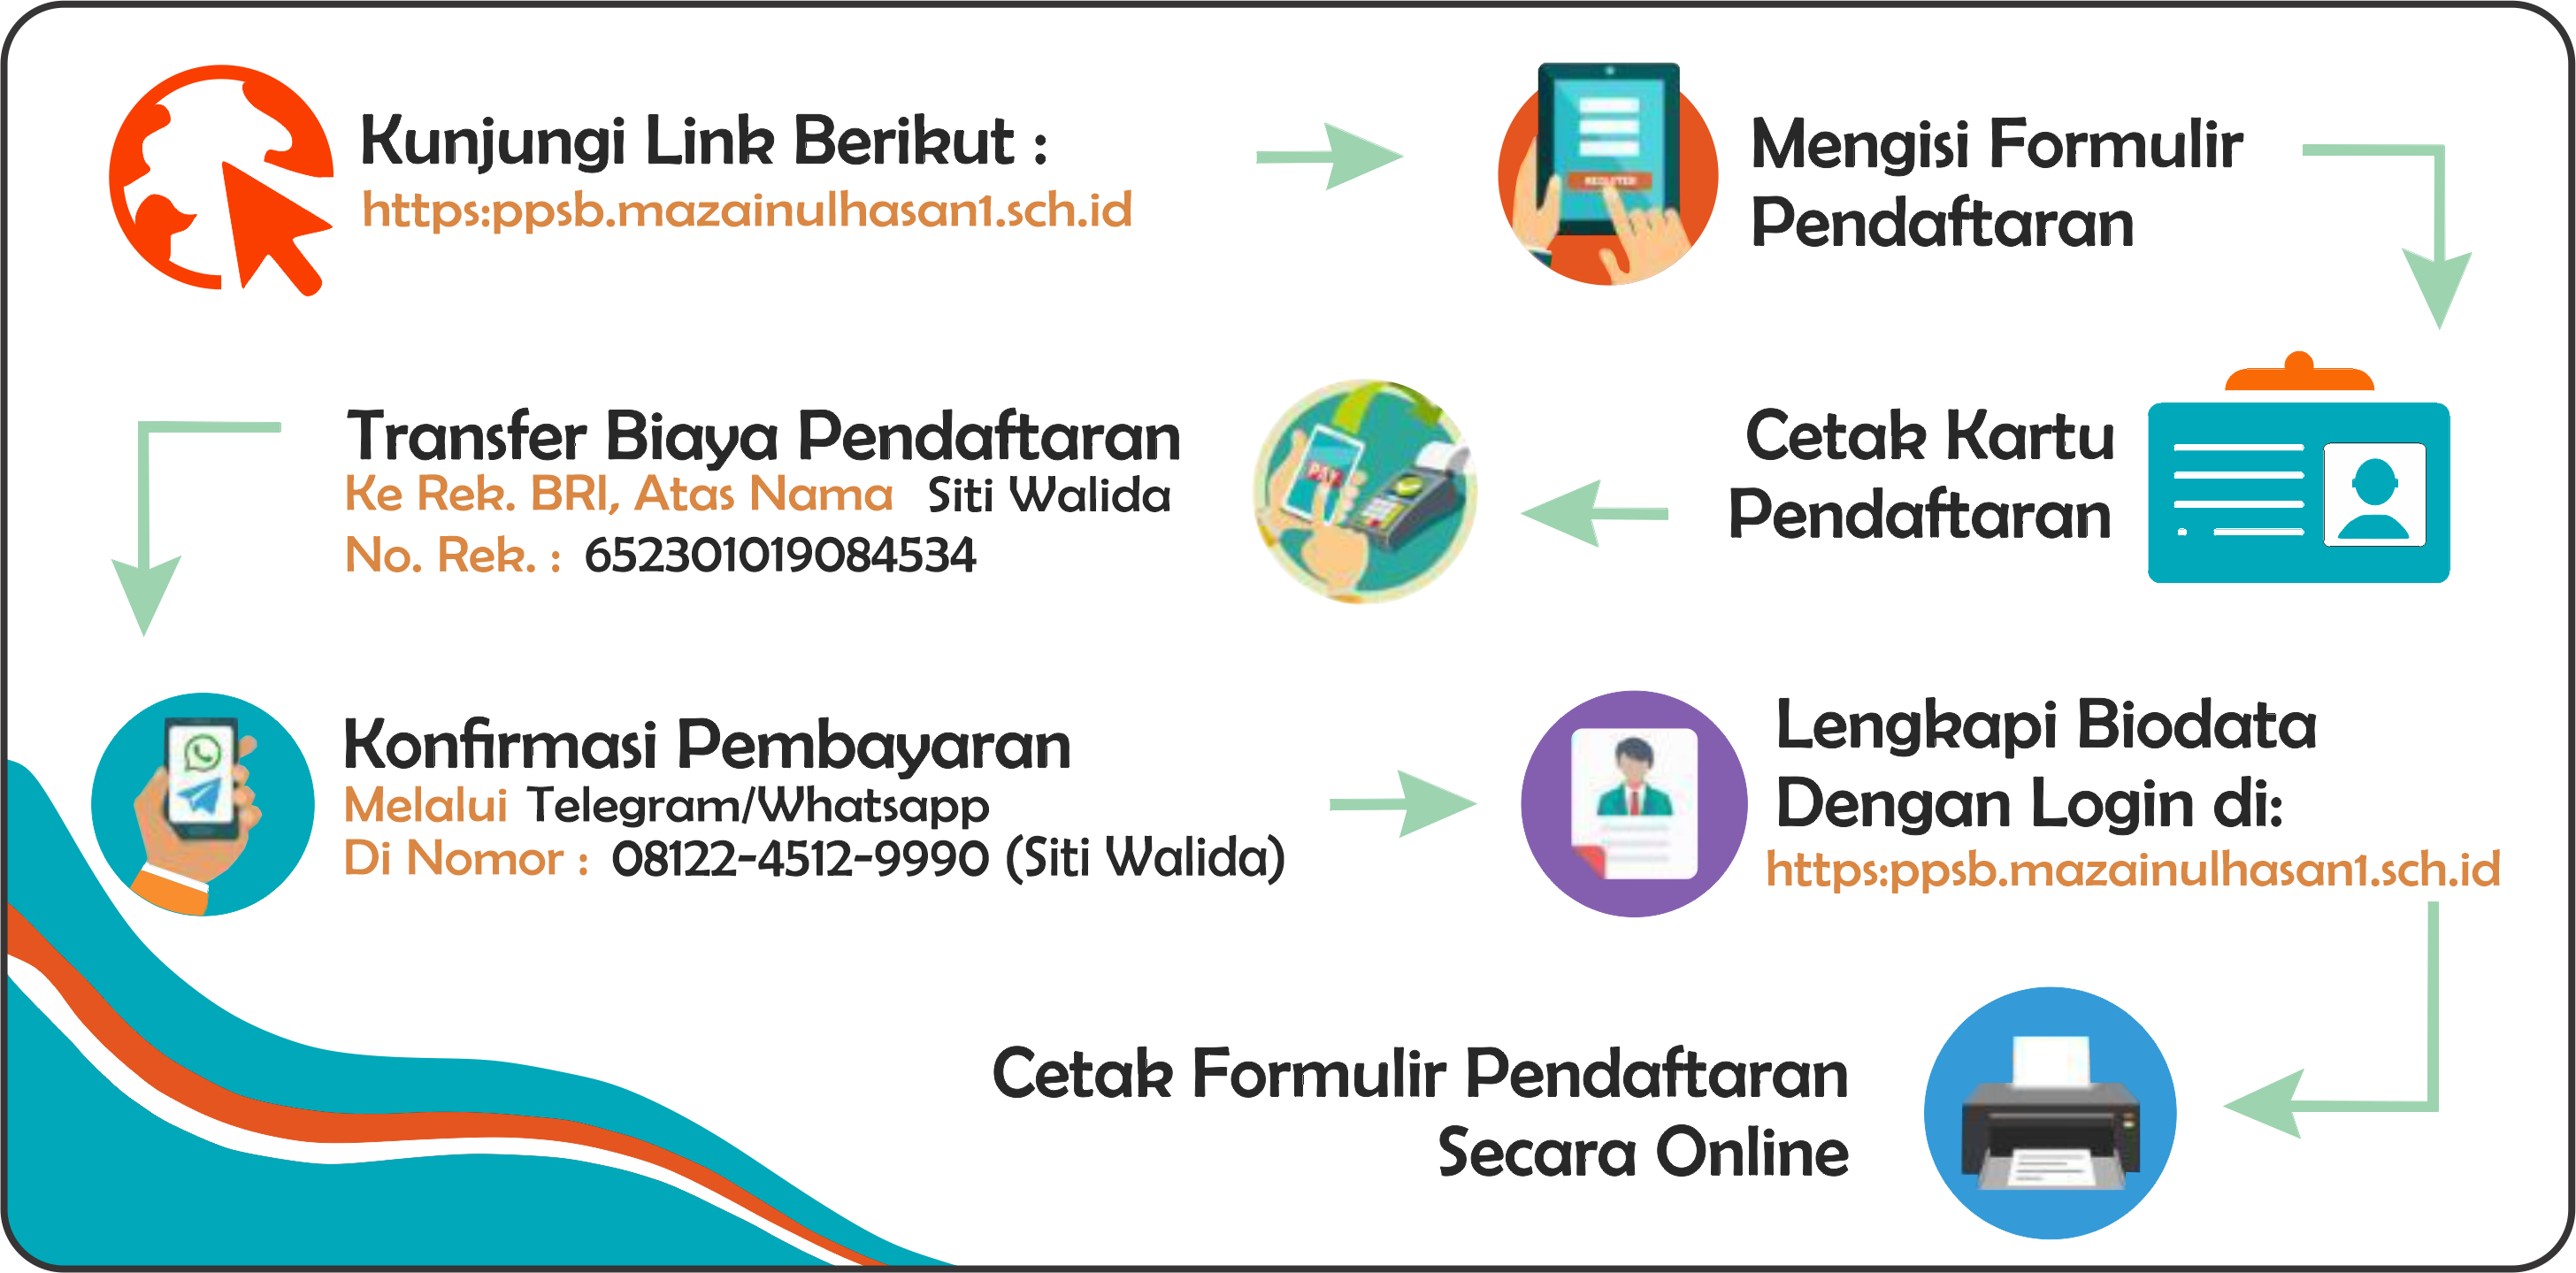 Kunjungi Link Berikut :
https:ppsb.mazainulhasan1.sch.id
REGISTER
Mengisi Formulir
Pendaftaran
Cetak Kartu
Pendaftaran
PAY
Transfer Biaya Pendaftaran
Ke Rek. BRI, Atas Nama Siti Walida
No. Rek. : 652301019084534
Konfirmasi Pembayaran
Melalui Telegram/Whatsapp
Di Nomor : 08122-4512-9990 (Siti Walida)
Lengkapi Biodata
Dengan Login di:
https:ppsb.mazainulhasan1.sch.id
Cetak Formulir Pendaftaran
Secara Online